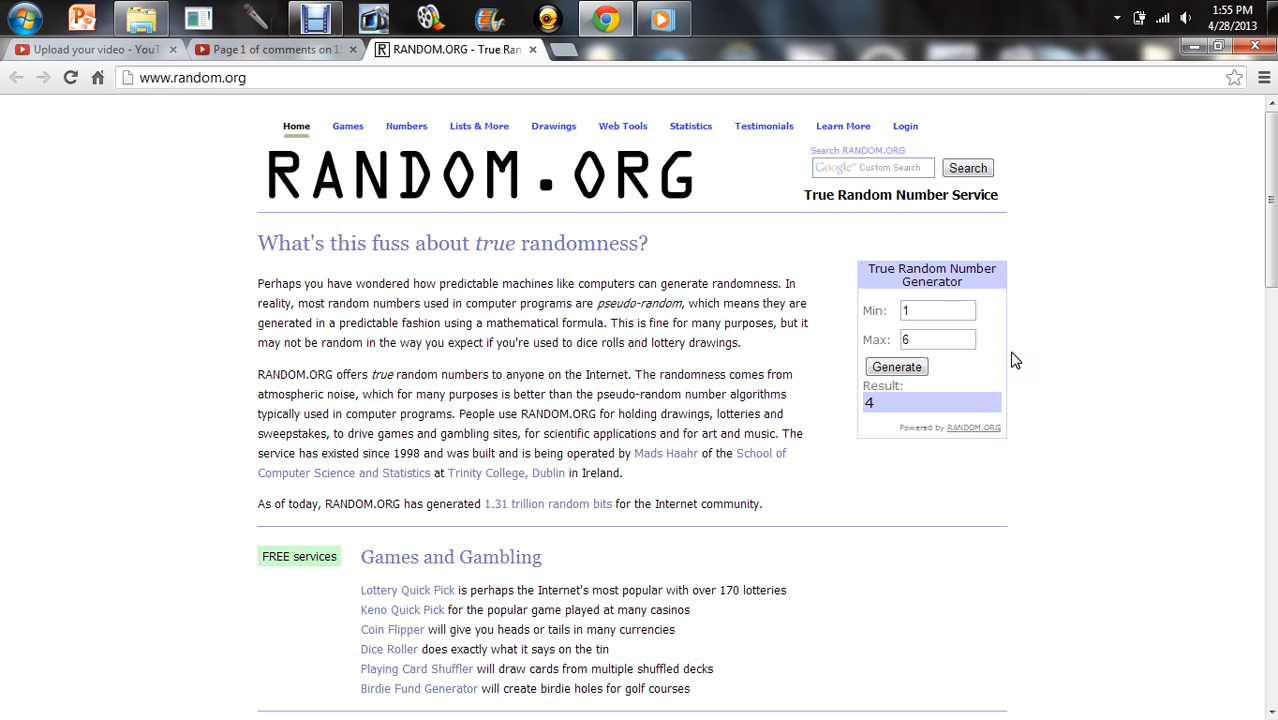 1:55 PM
4/28/2013
Upload your video - YouT
Page 1 of comments on 1
RANDOM.ORG - True Ran
www.random.org
Home Games Numbers Lists & More Drawings Web Tools Statistics Testimonials Learn More Login
Search RANDOM.ORG
RANDOM.ORG
Google™ Custom Search Search
True Random Number Service
What's this fuss about true randomness?
Perhaps you have wondered how predictable machines like computers can generate randomness. In
reality, most random numbers used in computer programs are pseudo-random, which means they are
generated in a predictable fashion using a mathematical formula. This is fine for many purposes, but it
may not be random in the way you expect if you're used to dice rolls and lottery drawings.
RANDOM.ORG offers true random numbers to anyone on the Internet. The randomness comes from
atmospheric noise, which for many purposes is better than the pseudo-random number algorithms
typically used in computer programs. People use RANDOM.ORG for holding drawings, lotteries and
sweepstakes, to drive games and gambling sites, for scientific applications and for art and music. The
service has existed since 1998 and was built and is being operated by Mads Haahr of the School of
Computer Science and Statistics at Trinity College, Dublin in Ireland.
As of today, RANDOM.ORG has generated 1.31 trillion random bits for the Internet community.
True Random Number
Generator
Min: 1
Max: 6
Generate
Result:
4
Powered by RANDOM.ORG
FREE services
Games and Gambling
Lottery Quick Pick is perhaps the Internet's most popular with over 170 lotteries
Keno Quick Pick for the popular game played at many casinos
Coin Flipper will give you heads or tails in many currencies
Dice Roller does exactly what it says on the tin
Playing Card Shuffler will draw cards from multiple shuffled decks
Birdie Fund Generator will create birdie holes for golf courses